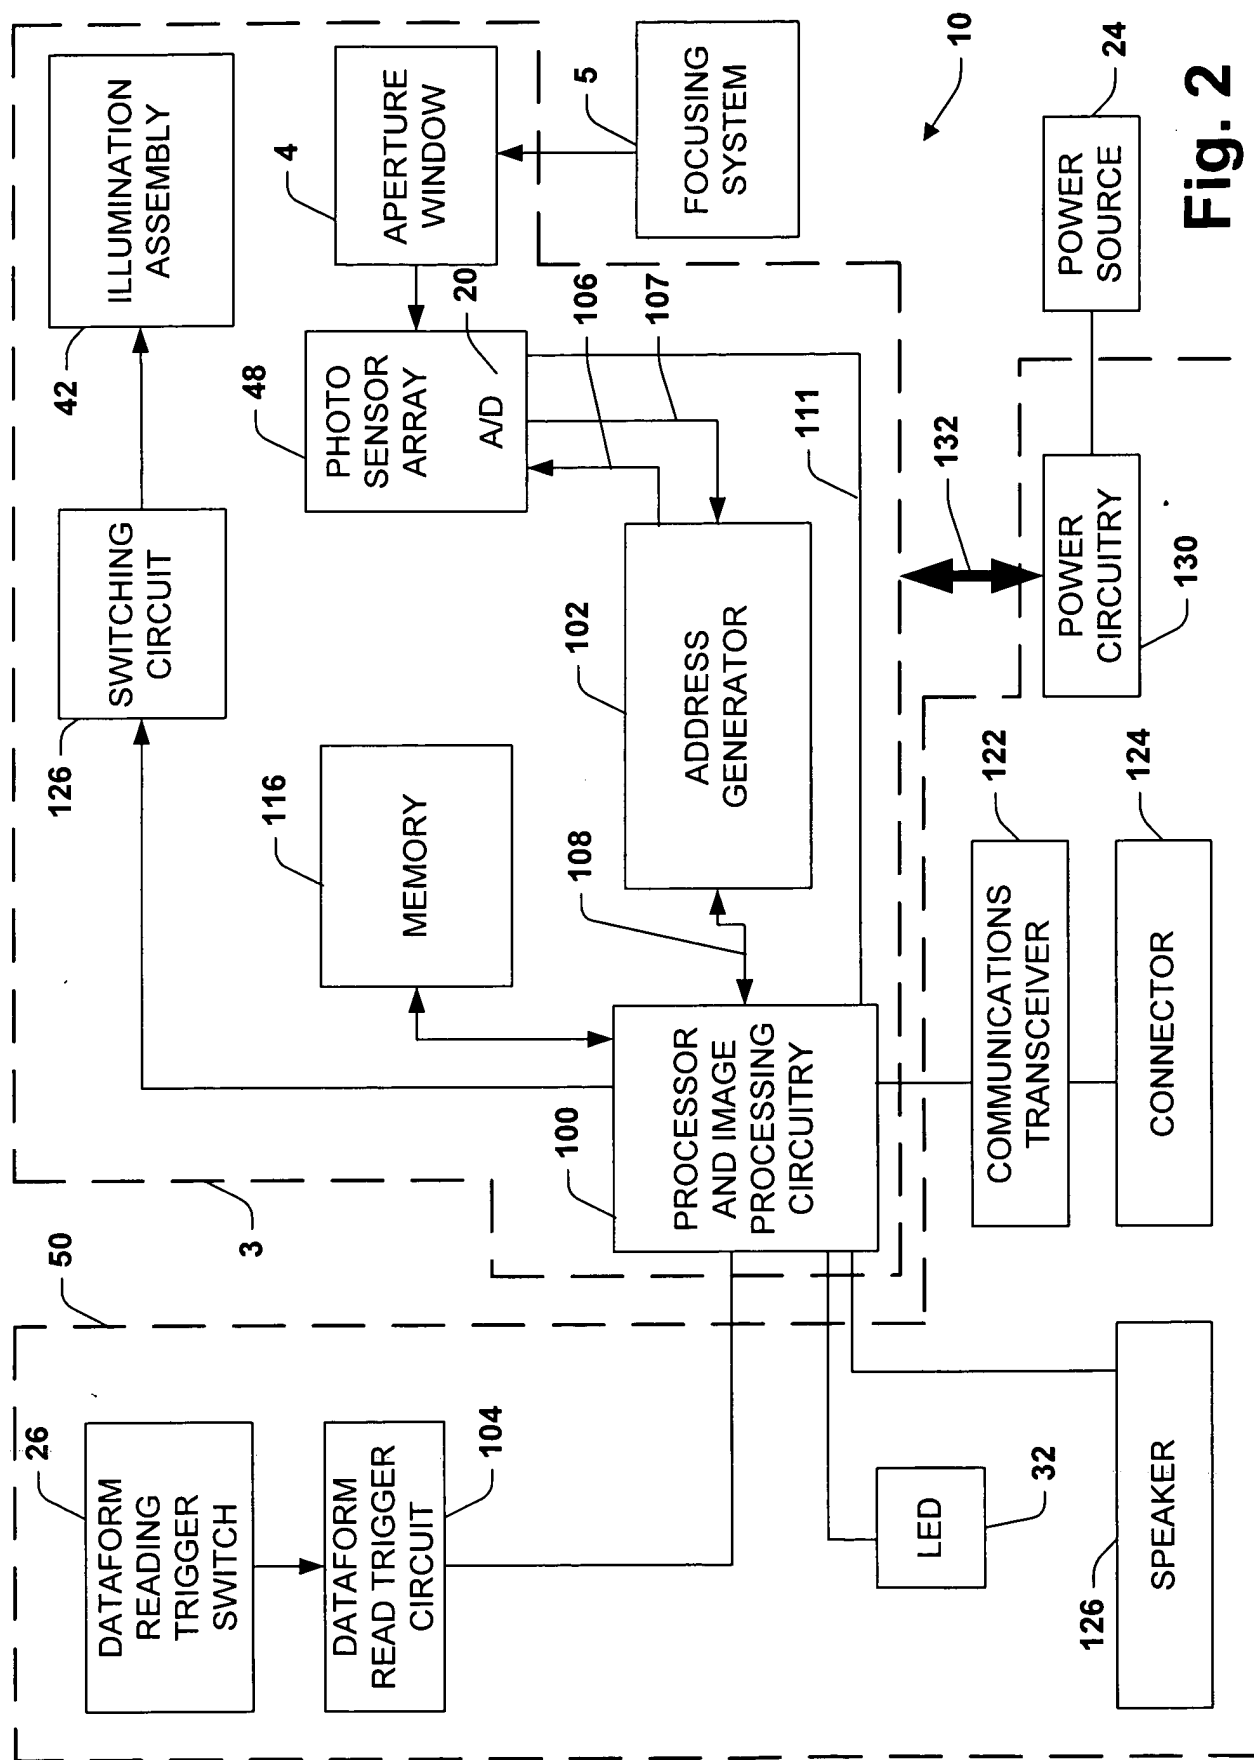 50
26
DATAFORM
READING
TRIGGER
SWITCH
DATAFORM
READ TRIGGER
CIRCUIT
104
3
126
SWITCHING
CIRCUIT
42
ILLUMINATION
ASSEMBLY
116
MEMORY
48
PHOTO
SENSOR
ARRAY
A/D
20
4
APERTURE
WINDOW
5
FOCUSING
SYSTEM
106
107
100
PROCESSOR
AND IMAGE
PROCESSING
CIRCUITRY
108
102
ADDRESS
GENERATOR
111
132
10
LED
32
COMMUNICATIONS
TRANSCEIVER
122
POWER
CIRCUITRY
130
POWER
SOURCE
24
126
SPEAKER
CONNECTOR
124
Fig. 2